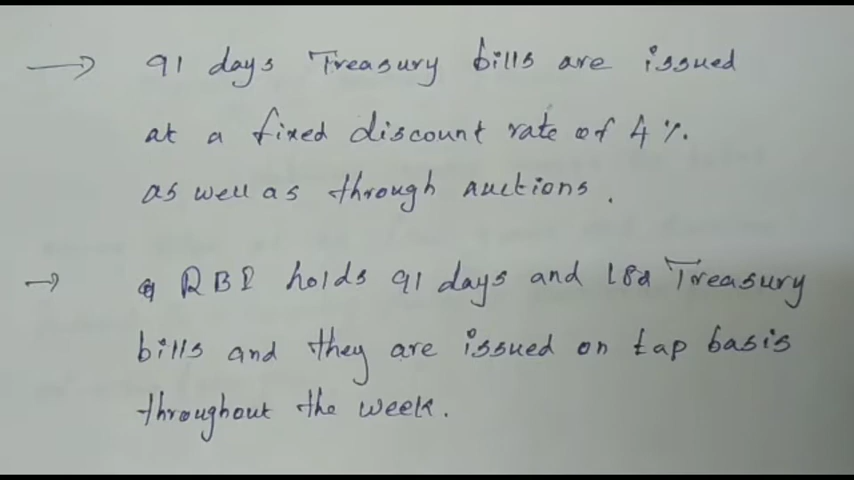 → 91 days Treasury bills are issued
at a fixed discount rate of 4%.
as well as through auctions.
→ RBI holds 91 days and 182 Treasury
bills and they are issued on tap basis
throughout the week.